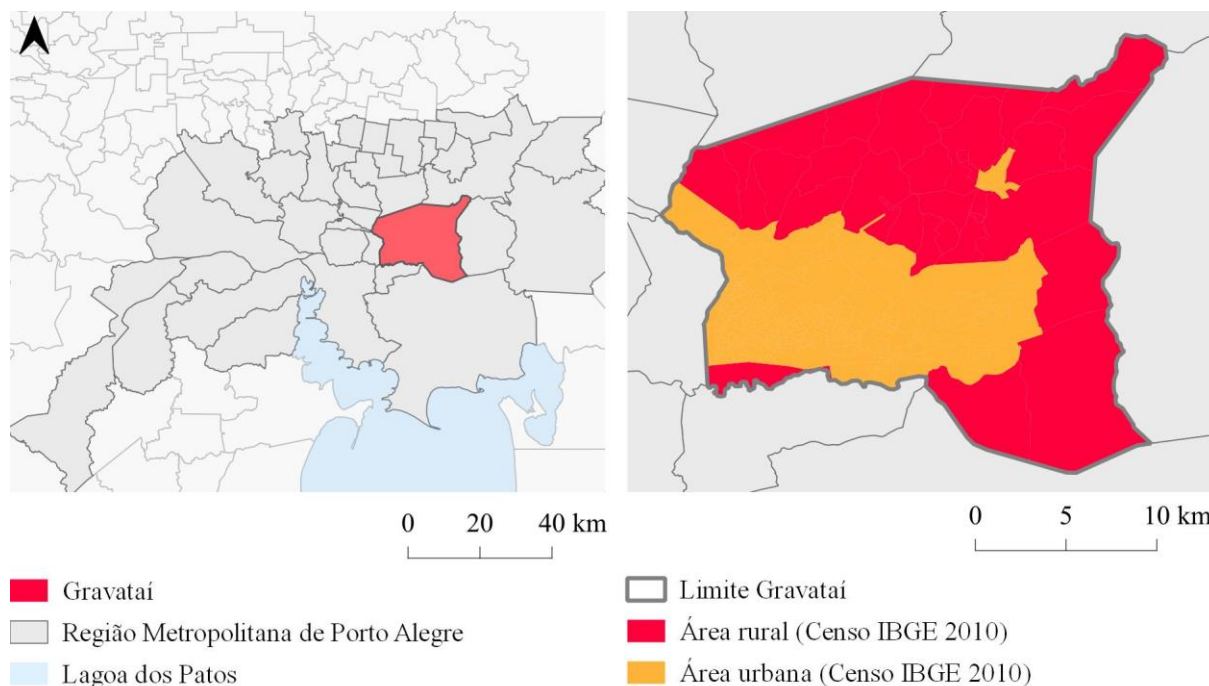 0 20 40 km
0 5 10 km
Gravataí
Região Metropolitana de Porto Alegre
Lagoa dos Patos
Limite Gravataí
Área rural (Censo IBGE 2010)
Área urbana (Censo IBGE 2010)